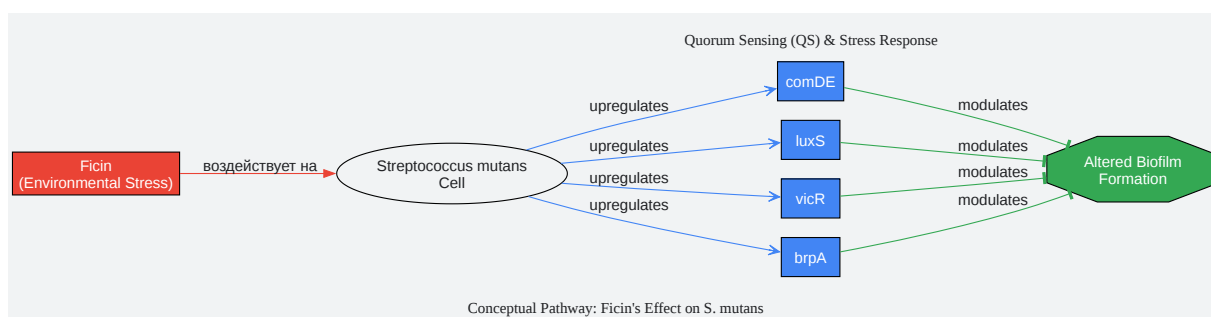 Quorum Sensing (QS) & Stress Response
comDE
upregulates
modulates
luxS
upregulates
modulates
Ficin
(Environmental Stress)
воздействует на
Streptococcus mutans
Cell
Altered Biofilm
Formation
upregulates
modulates
vicR
upregulates
modulates
brpA
Conceptual Pathway: Ficin's Effect on S. mutans